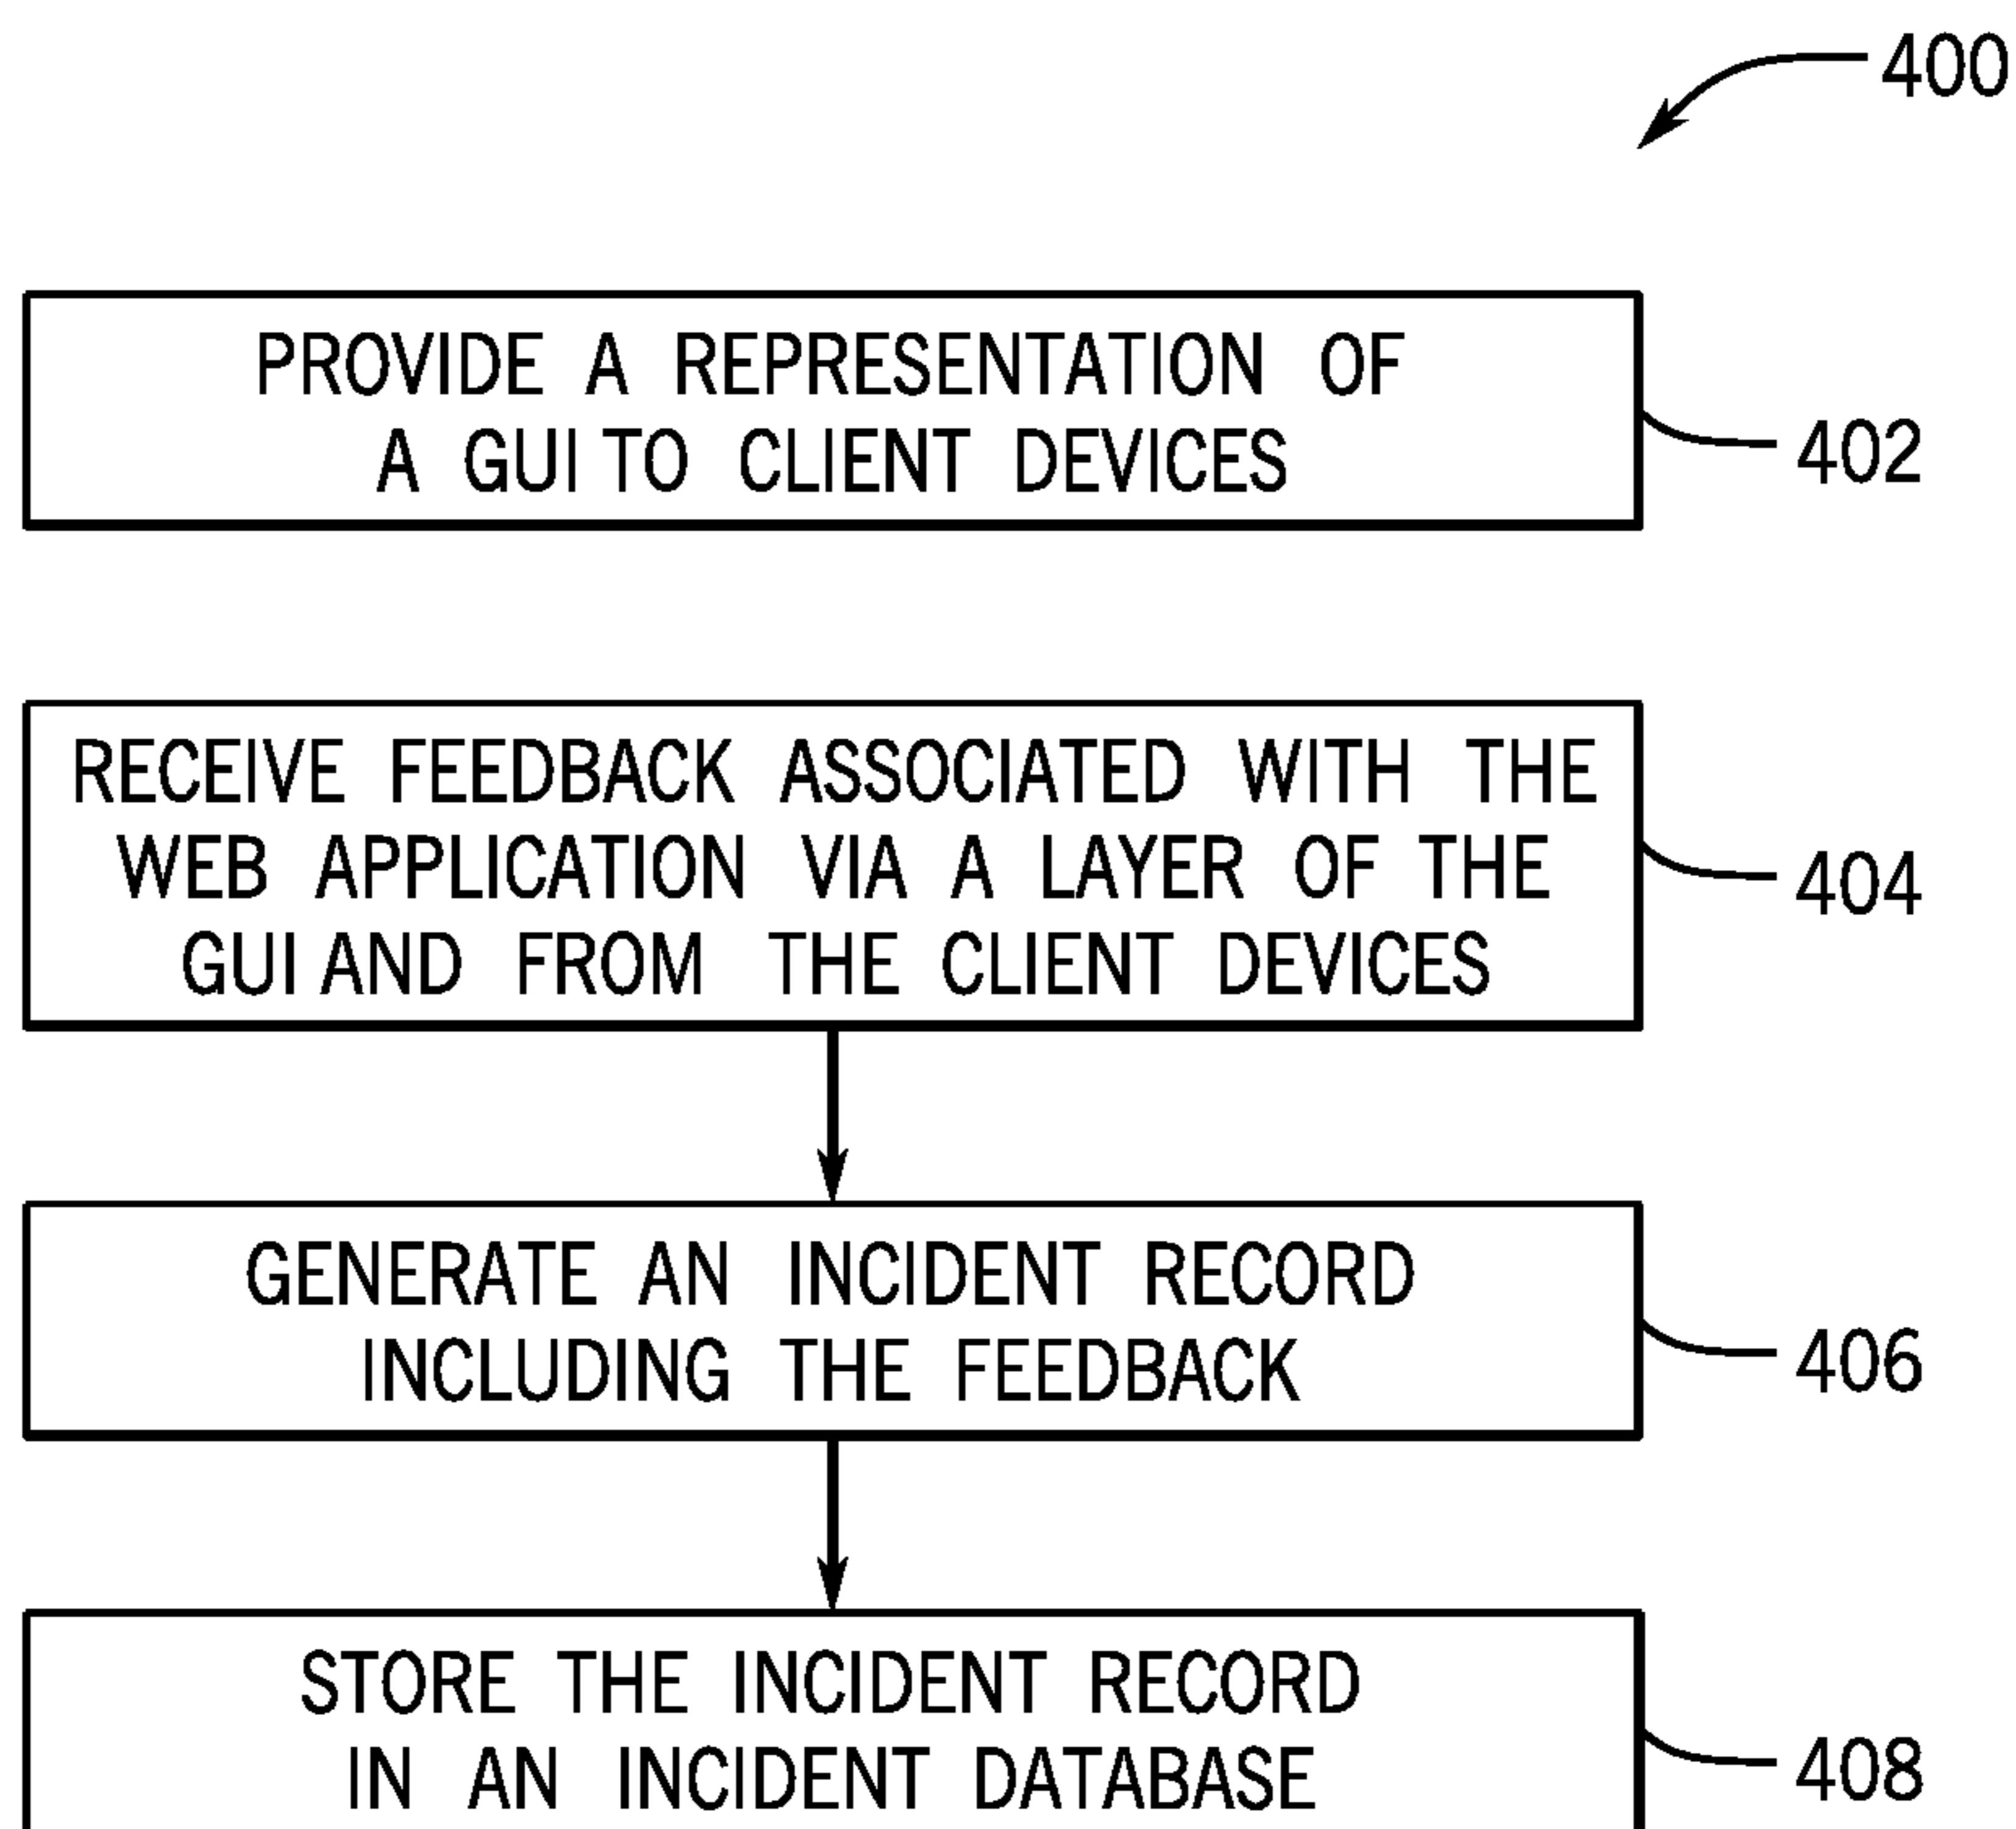 400
PROVIDE A REPRESENTATION OF
A GUI TO CLIENT DEVICES
402
RECEIVE FEEDBACK ASSOCIATED WITH THE
WEB APPLICATION VIA A LAYER OF THE
GUI AND FROM THE CLIENT DEVICES
404
GENERATE AN INCIDENT RECORD
INCLUDING THE FEEDBACK
406
STORE THE INCIDENT RECORD
IN AN INCIDENT DATABASE
408